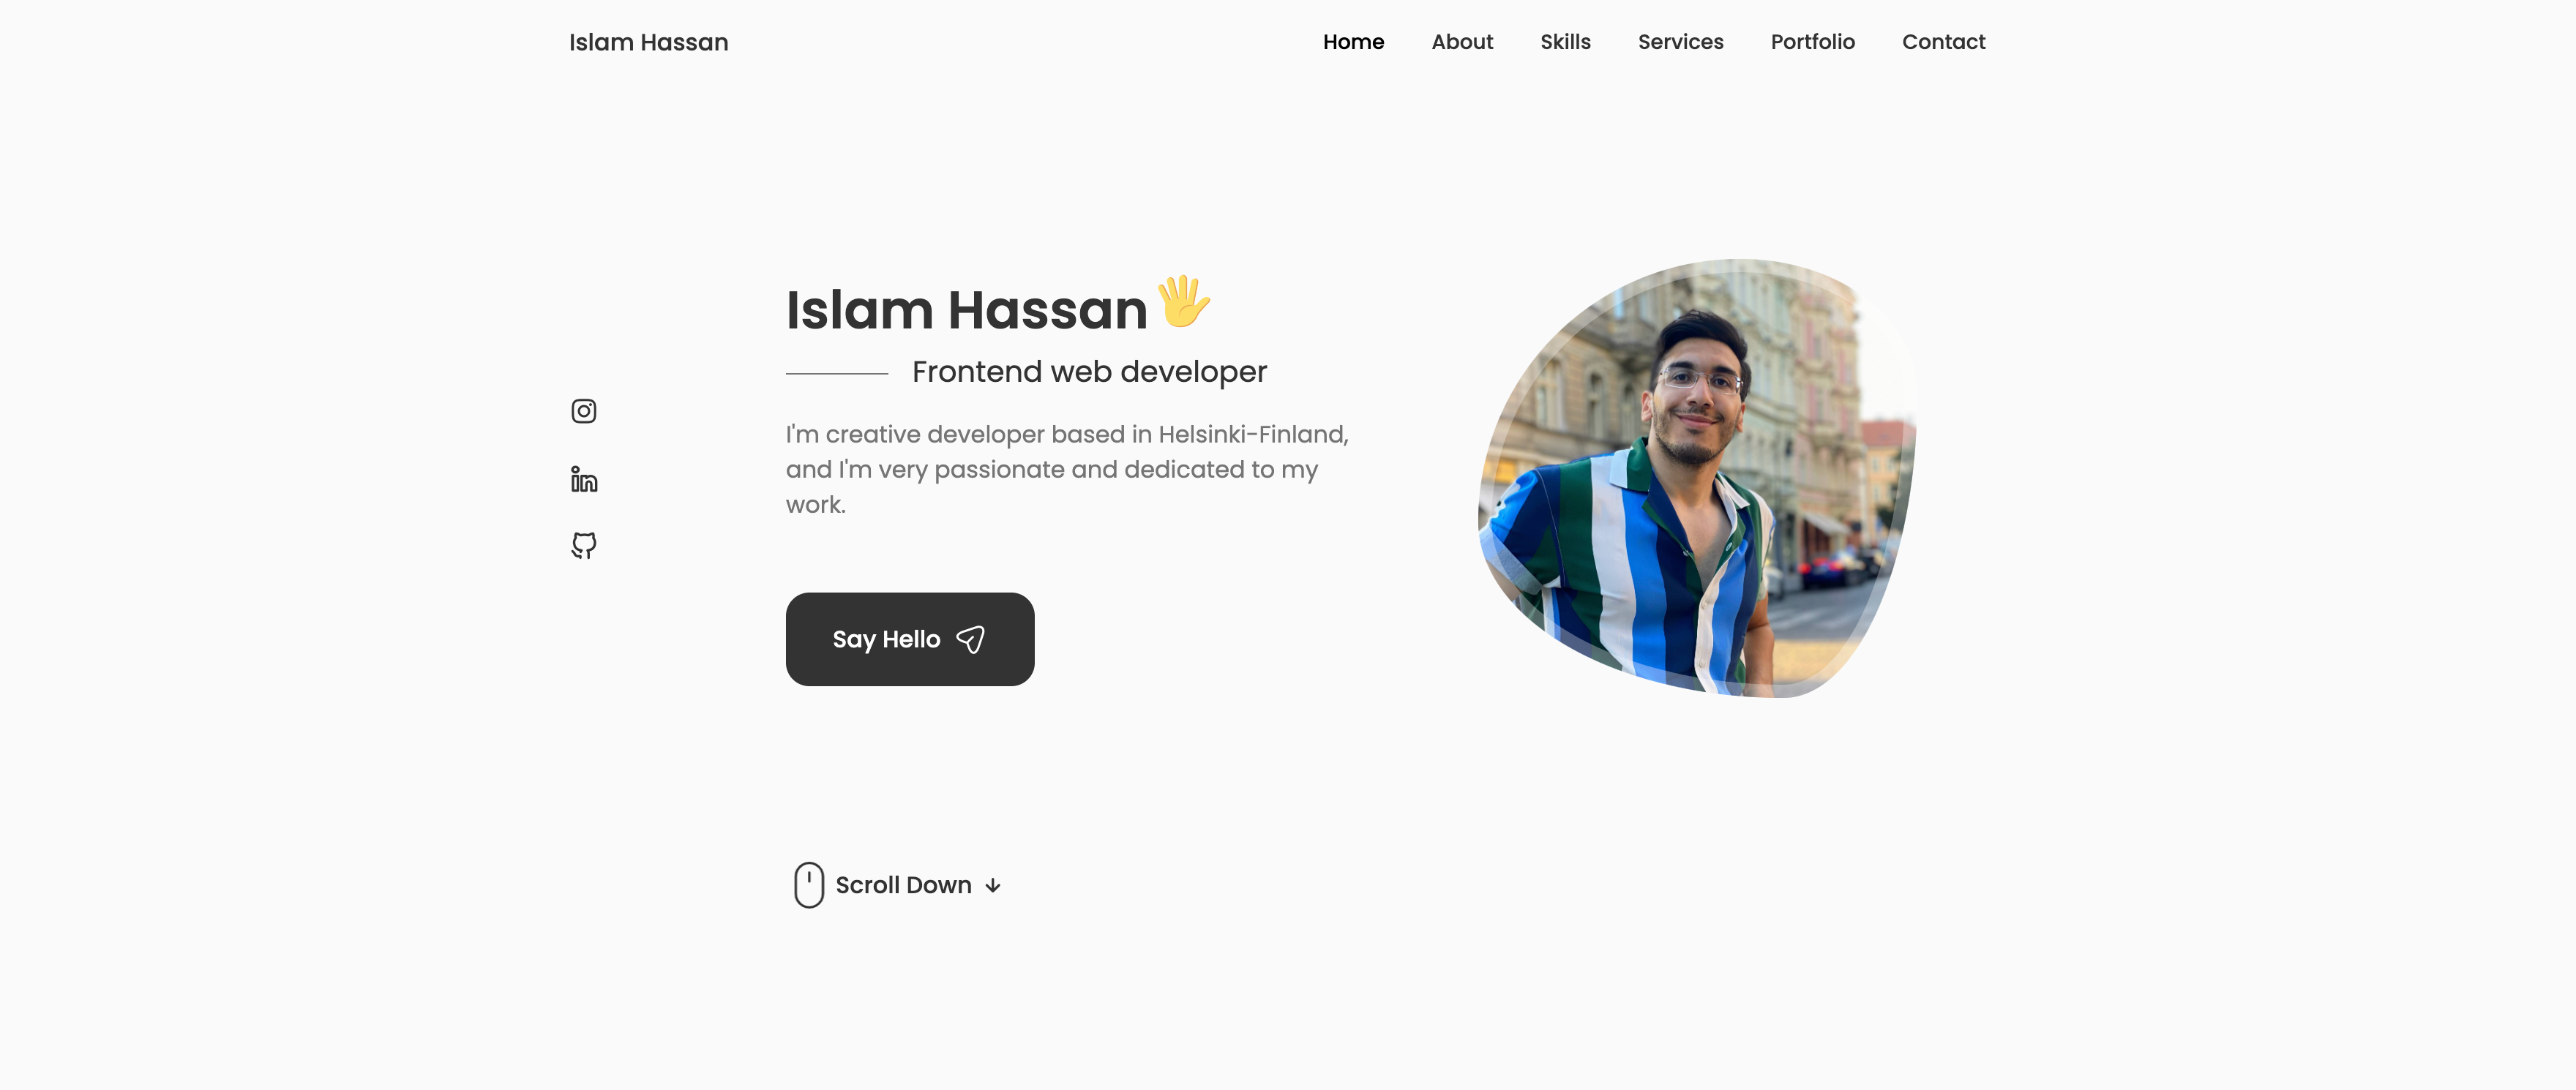 Islam Hassan
Home About Skills Services Portfolio Contact
Islam Hassan
Frontend web developer
I'm creative developer based in Helsinki-Finland,
and I'm very passionate and dedicated to my
work.
Say Hello
Scroll Down